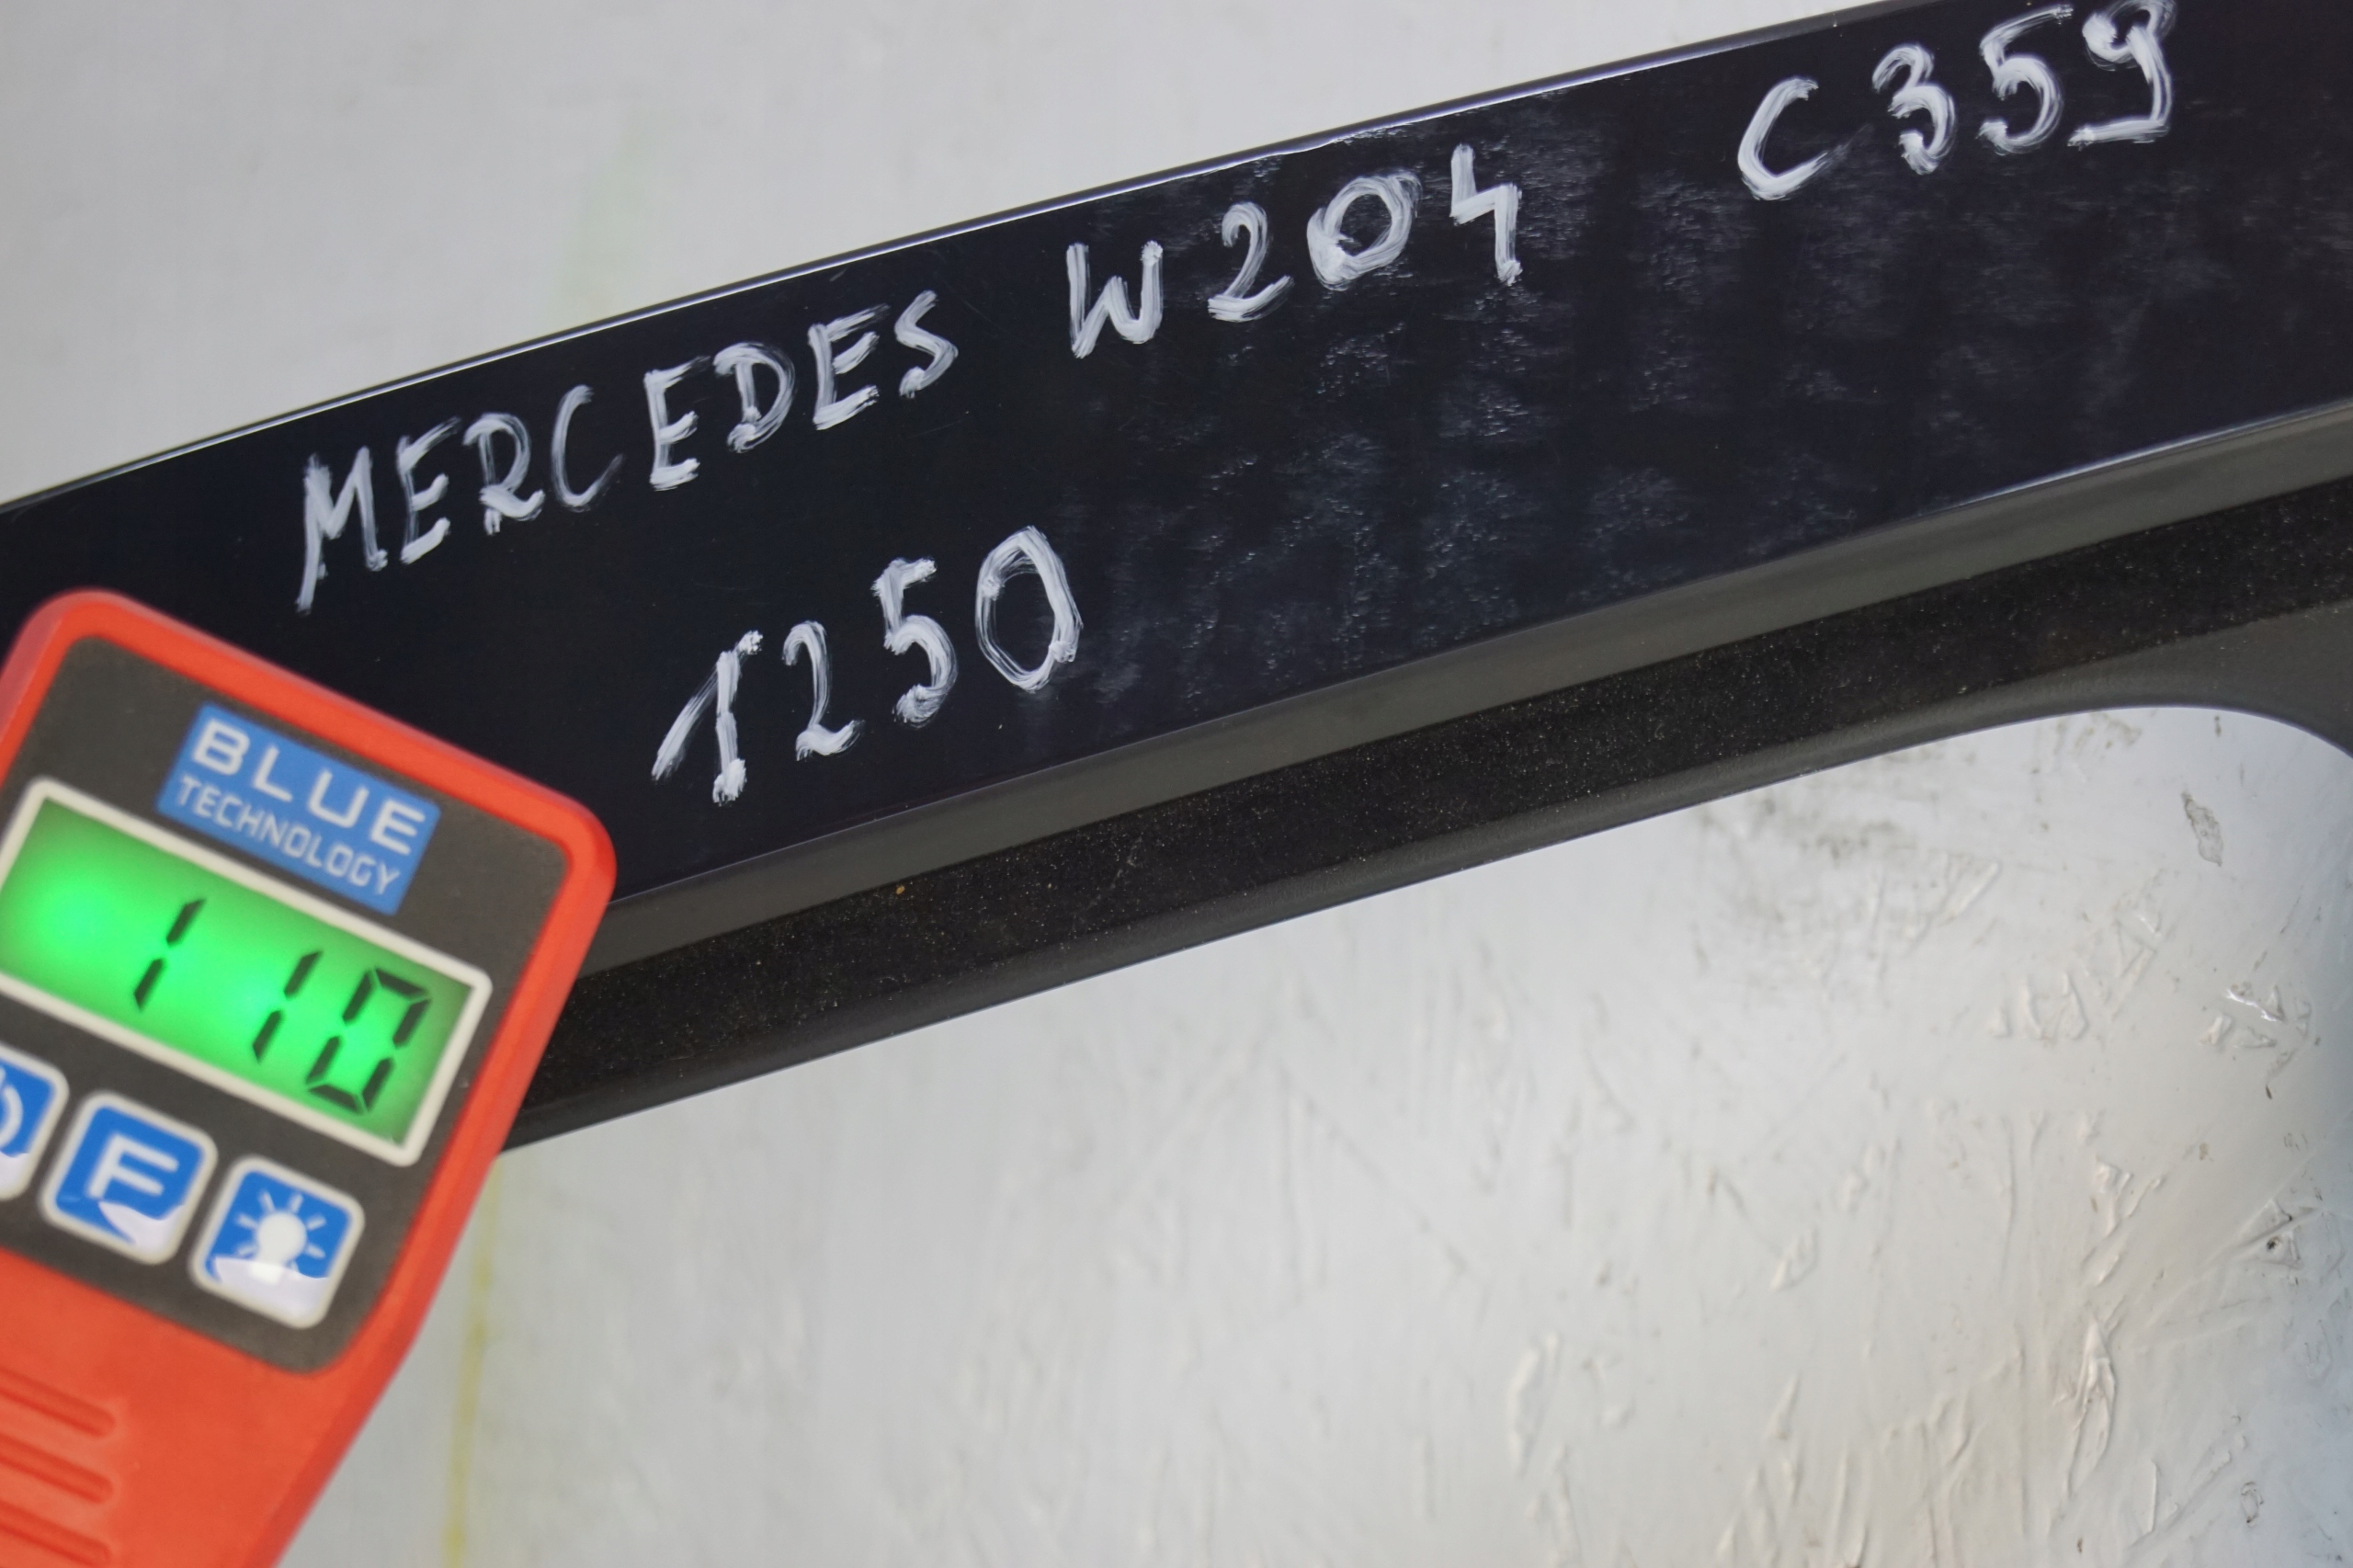 MERCEDES W204 C359
1250
BLUE
TECHNOLOGY
110
F